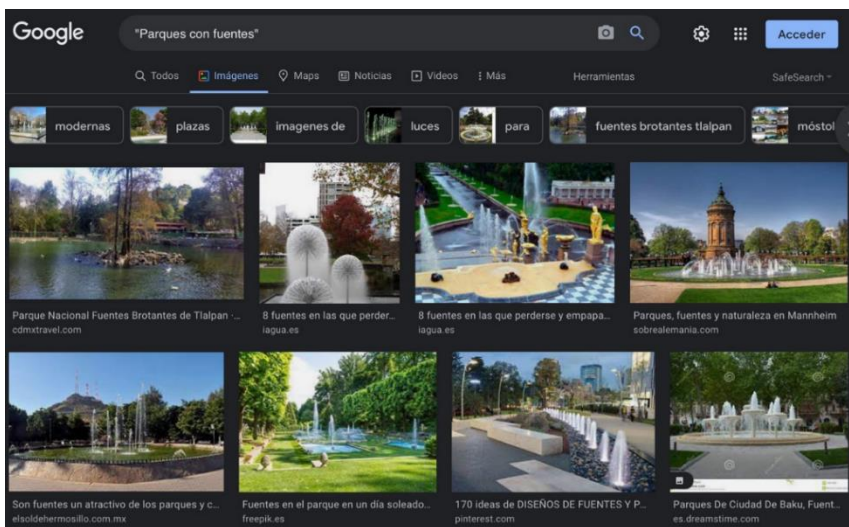 Google
"Parques con fuentes"
Acceder
Todos Imágenes Maps Noticias Videos Más Herramientas SafeSearch
modernas plazas imagenes de luces para fuentes brotantes tlalpan móstol
Parque Nacional Fuentes Brotantes de Tlalpan ·...
cdmxtravel.com
8 fuentes en las que perder...
iagua.es
8 fuentes en las que perderse y empapa...
iagua.es
Parques, fuentes y naturaleza en Mannheim
sobrealemania.com
Son fuentes un atractivo de los parques y c...
elsoldehermosillo.com.mx
Fuentes en el parque en un día soleado...
freepik.es
170 ideas de DISEÑOS DE FUENTES Y P...
pinterest.com
Parques De Ciudad De Baku, Fuent...
es.dreamstime.com